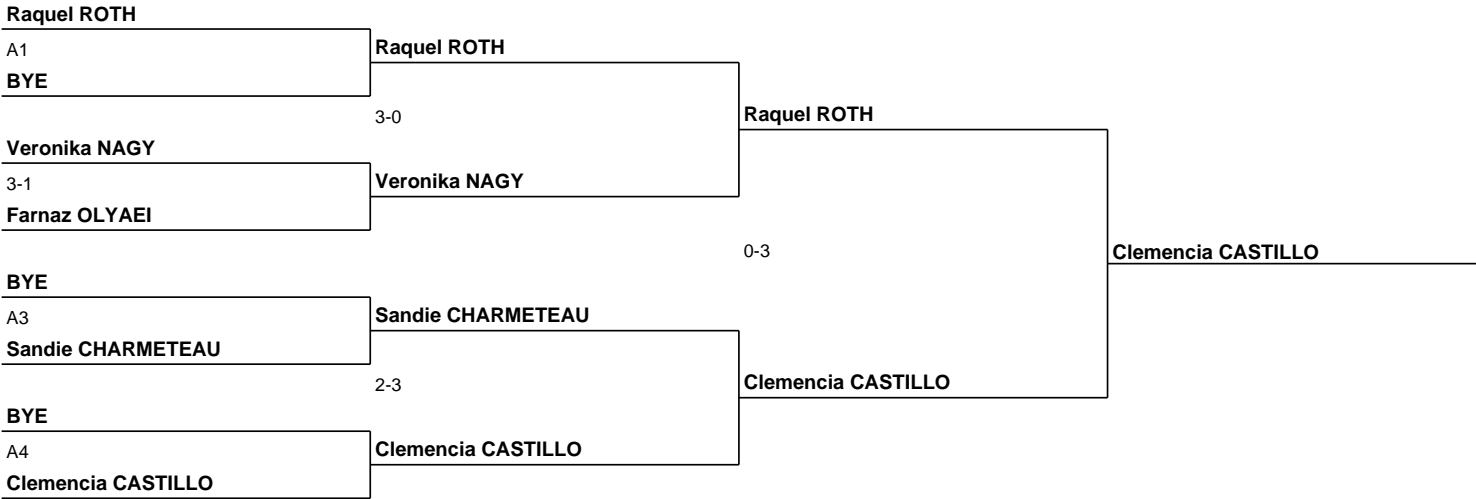 Raquel ROTH
A1
BYE
Veronika NAGY
3-1
Farnaz OLYAEI
BYE
A3
Sandie CHARMETEAU
BYE
A4
Clemencia CASTILLO
Raquel ROTH
3-0
Veronika NAGY
Sandie CHARMETEAU
2-3
Clemencia CASTILLO
Raquel ROTH
0-3
Clemencia CASTILLO
Clemencia CASTILLO